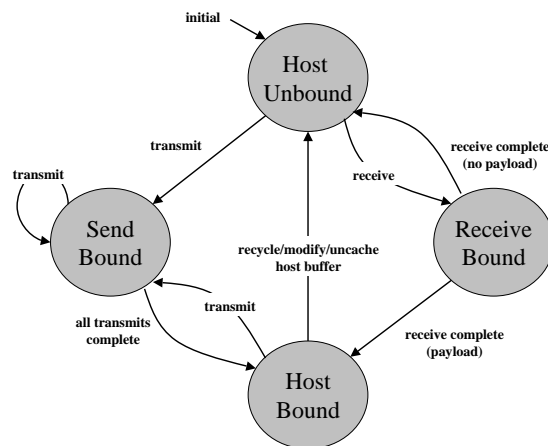 initial
Host
Unbound
transmit
receive complete
(no payload)
receive
transmit
Send
Bound
Receive
Bound
recycle/modify/uncache
host buffer
transmit
all transmits
complete
receive complete
(payload)
Host
Bound